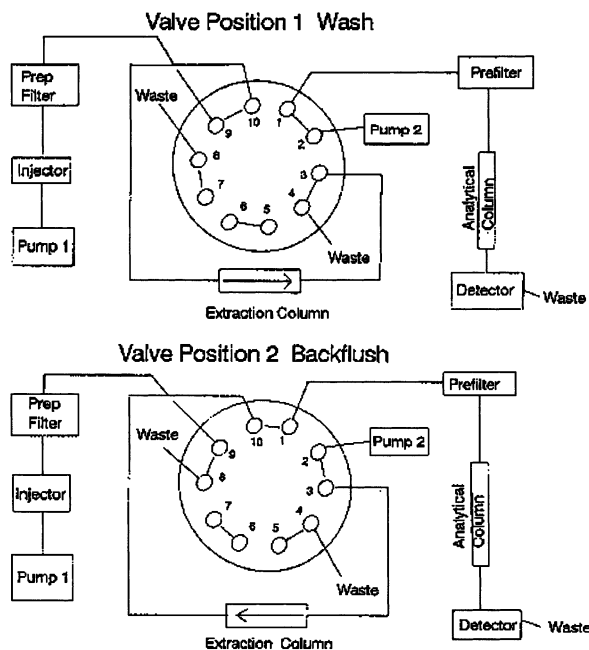 Valve Position 1 Wash
Prep
Filter
Waste
Prefilter
10
1
9
2
Pump 2
8
3
Injector
7
4
6
5
Analytical
Column
Pump 1
Waste
Detector
Waste
Extraction Column
Valve Position 2 Backflush
Prep
Filter
Prefilter
Waste
10
1
9
2
Pump 2
8
3
Injector
7
4
6
5
Analytical
Column
Pump 1
Waste
Detector
Waste
Extraction Column